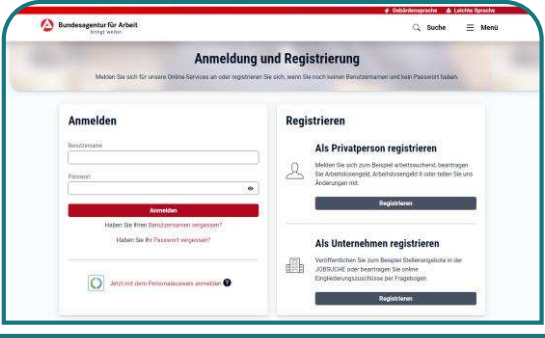 Gebärdensprache Leichte Sprache
Bundesagentur für Arbeit
bringt weiter.
Suche Menü
Anmeldung und Registrierung
Melden Sie sich für unsere Online-Services an oder registrieren Sie sich, wenn Sie noch keinen Benutzernamen und kein Passwort haben.
Anmelden
Benutzername
Passwort
Anmelden
Haben Sie Ihren Benutzernamen vergessen?
Haben Sie Ihr Passwort vergessen?
Jetzt mit dem Personalausweis anmelden ?
Registrieren
Als Privatperson registrieren
Melden Sie sich zum Beispiel arbeitssuchend, beantragen
Sie Arbeitslosengeld, Arbeitslosengeld II oder teilen Sie uns
Änderungen mit.
Registrieren
Als Unternehmen registrieren
Veröffentlichen Sie zum Beispiel Stellenangebote in der
JOBSUCHE oder beantragen Sie online
Eingliederungszuschüsse per Fragebogen
Registrieren